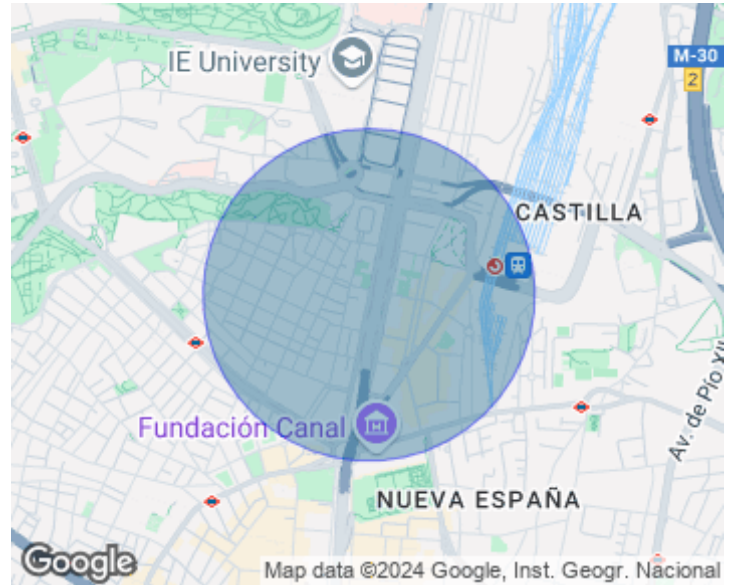 IE University
M-30
2
CASTILLA
Av. de Pío XII
Fundación Canal
NUEVA ESPAÑA
Google
Map data ©2024 Google, Inst. Geogr. Nacional